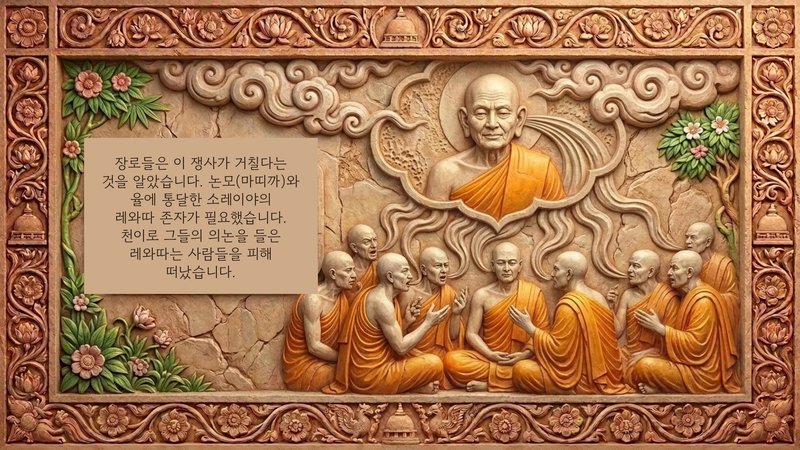 장로들은 이 쟁사가 거칠다는
것을 알았습니다. 논모(마띠까)와
율에 통달한 소레이야의
레와따 존자가 필요했습니다.
천이로 그들의 의논을 들은
레와따는 사람들을 피해
떠났습니다.